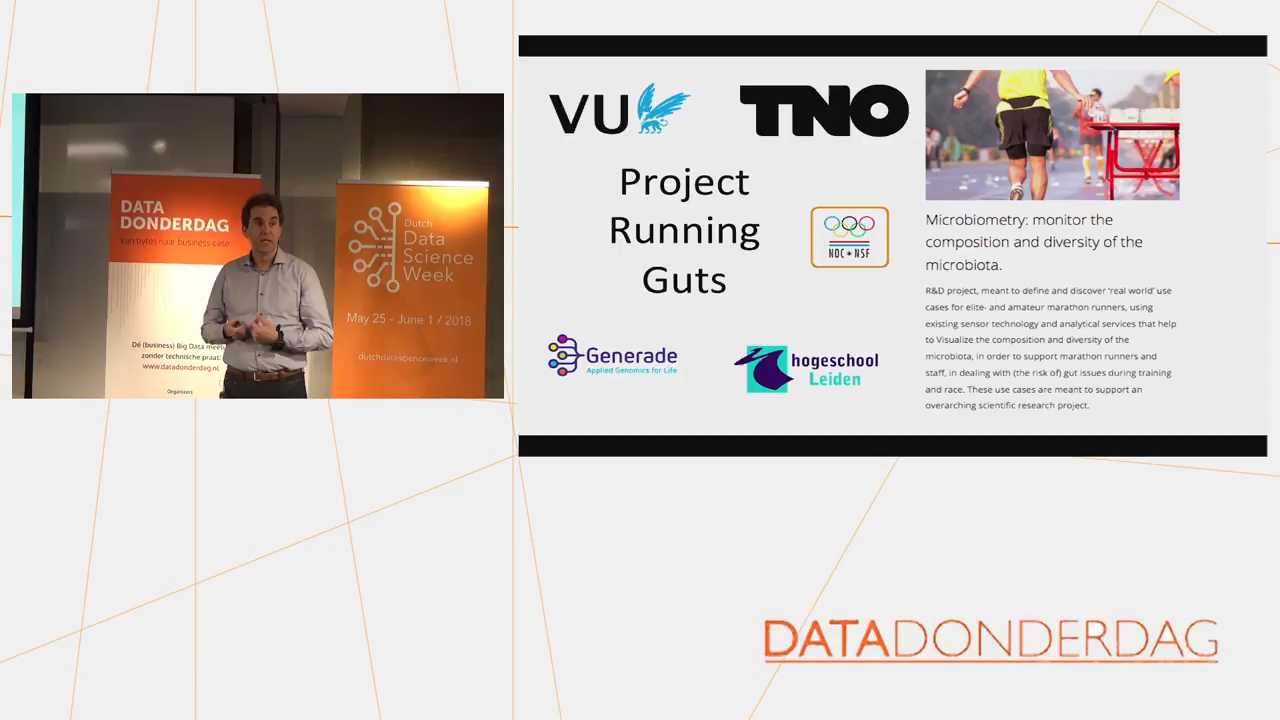 DATA
DONDERDAG
Van bytes naar business case
Dé (business) Big Data mee
zonder technische praat
www.datadonderdag.nl
Organizers
Dutch
Data
Science
Week
May 25 - June 1 / 2018
dutchdatascienceweek.nl
VU
TNO
Project
Running
Guts
NOC*NSF
Generade
Applied Genomics for Life
hogeschool
Leiden
Microbiometry: monitor the
composition and diversity of the
microbiota.
R&D project, meant to define and discover 'real world' use
cases for elite- and amateur marathon runners, using
existing sensor technology and analytical services that help
to Visualize the composition and diversity of the
microbiota, in order to support marathon runners and
staff, in dealing with (the risk of) gut issues during training
and race. These use cases are meant to support an
overarching scientific research project.
DATADONDERDAG